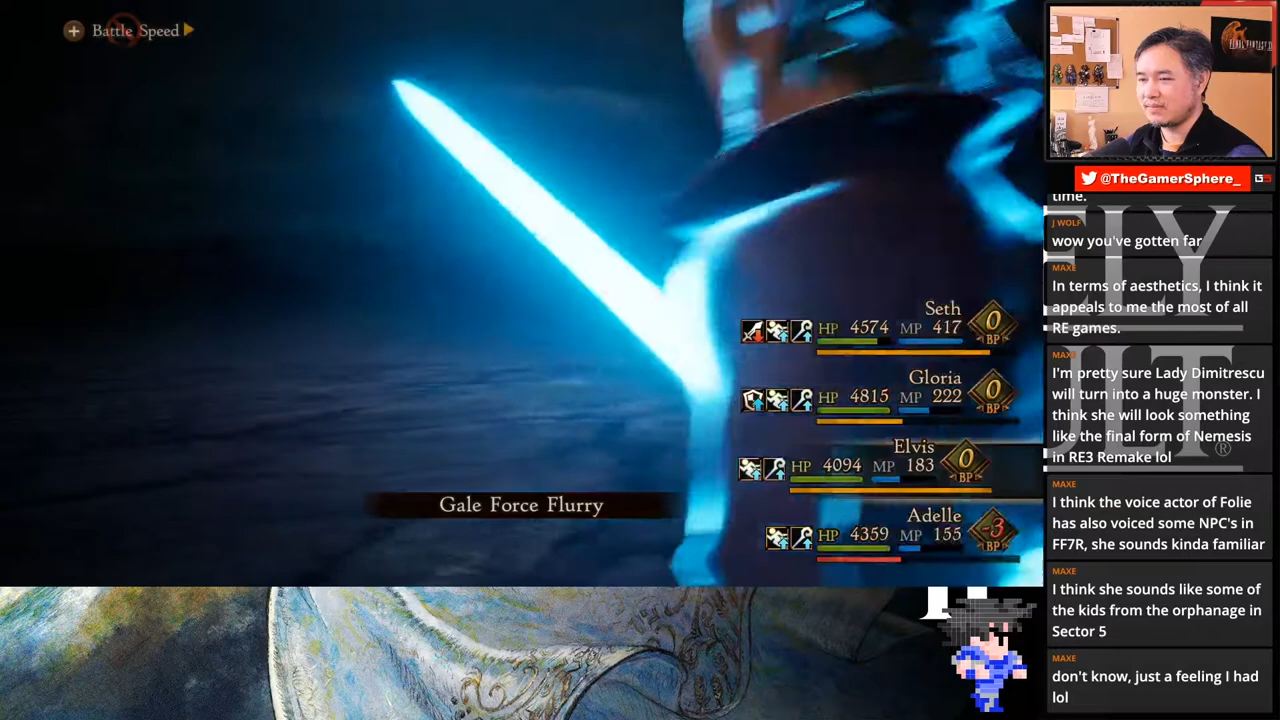 + Battle Speed
FINAL FANTASY
@TheGamerSphere_
GS
time.
J WOLF
wow you've gotten far
MAXE
In terms of aesthetics, I think it
appeals to me the most of all
RE games.
MAXE
I'm pretty sure Lady Dimitrescu
will turn into a huge monster. I
think she will look something
like the final form of Nemesis
in RE3 Remake lol
MAXE
I think the voice actor of Folie
has also voiced some NPC's in
FF7R, she sounds kinda familiar
MAXE
I think she sounds like some of
the kids from the orphanage in
Sector 5
MAXE
don't know, just a feeling I had
lol
Seth
HP 4574 MP 417 0 BP
Gloria
HP 4815 MP 222 0 BP
Elvis
HP 4094 MP 183 0 BP
Adelle
HP 4359 MP 155 -3 BP
Gale Force Flurry